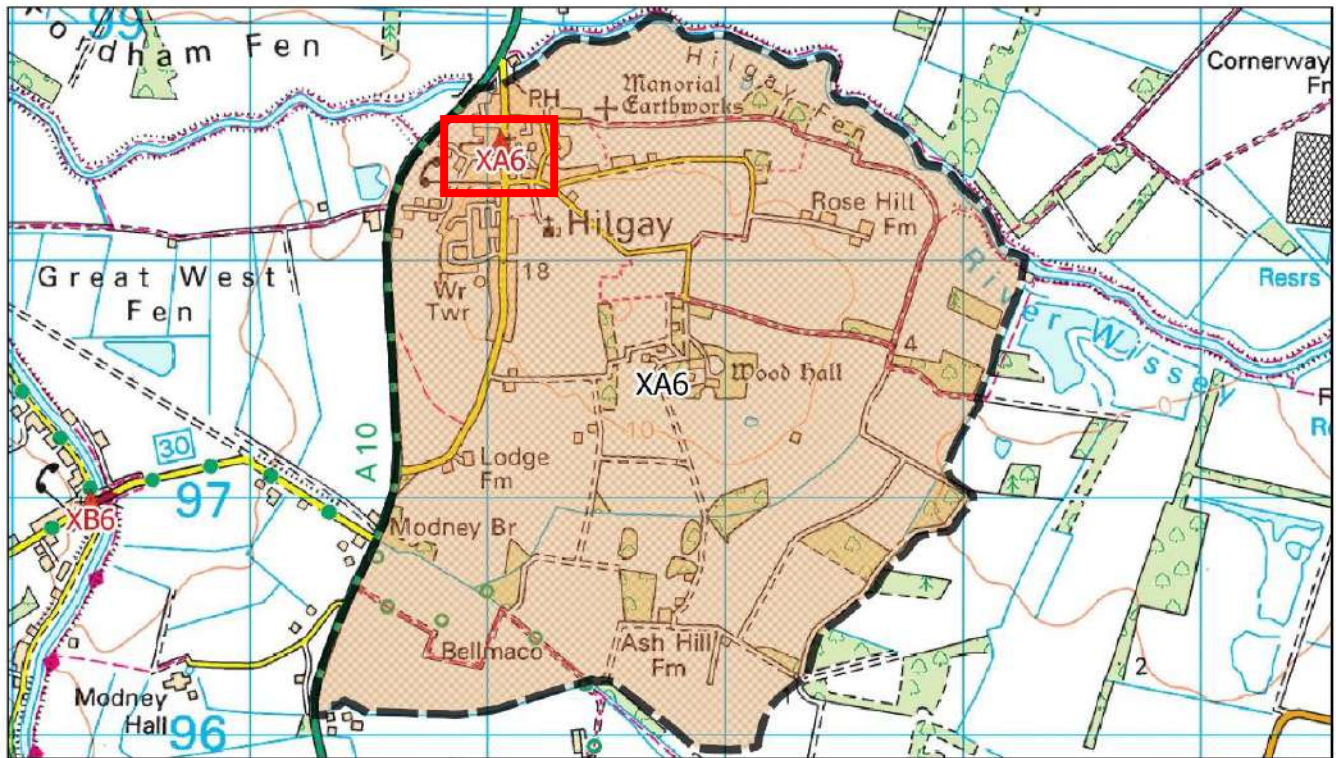 99
Fordham Fen
Cornerway
Fm
PH
Manorial
Earthworks
Hilgay Fen
XA6
Hilgay
Rose Hill
Fm
Great West
Fen
Wr
Twr
18
River Wissey
Resrs
4
XA6
Wood Hall
A10
30
97
XB6
10
Lodge
Fm
Modney Br
Bellmaco
Ash Hill
Fm
Modney
Hall
96
2